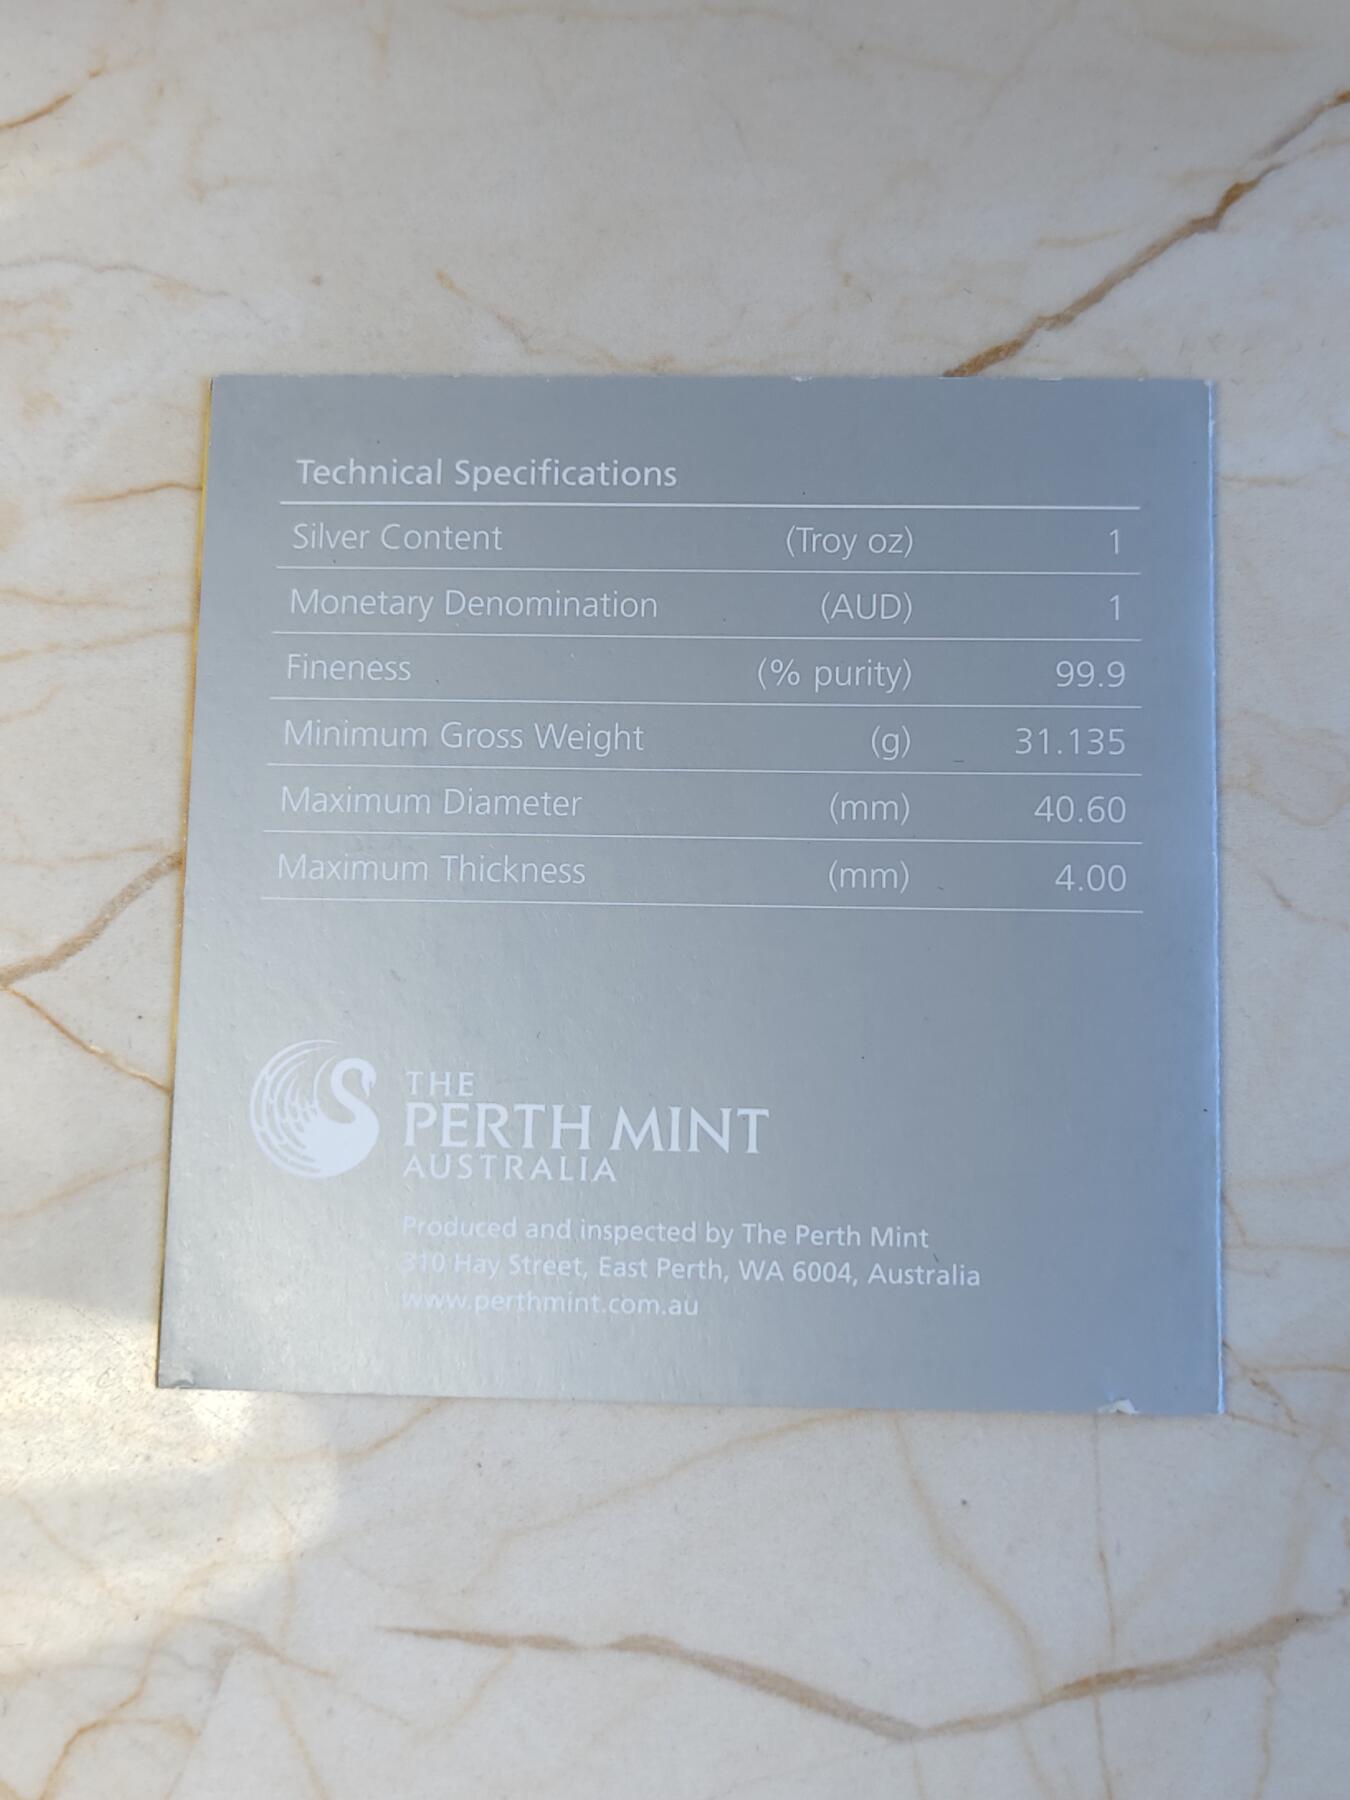 Technical Specifications
Silver Content (Troy oz) 1
Monetary Denomination (AUD) 1
Fineness (% purity) 99.9
Minimum Gross Weight (g) 31.135
Maximum Diameter (mm) 40.60
Maximum Thickness (mm) 4.00
THE
PERTH MINT
AUSTRALIA
Produced and inspected by The Perth Mint
310 Hay Street, East Perth, WA 6004, Australia
www.perthmint.com.au